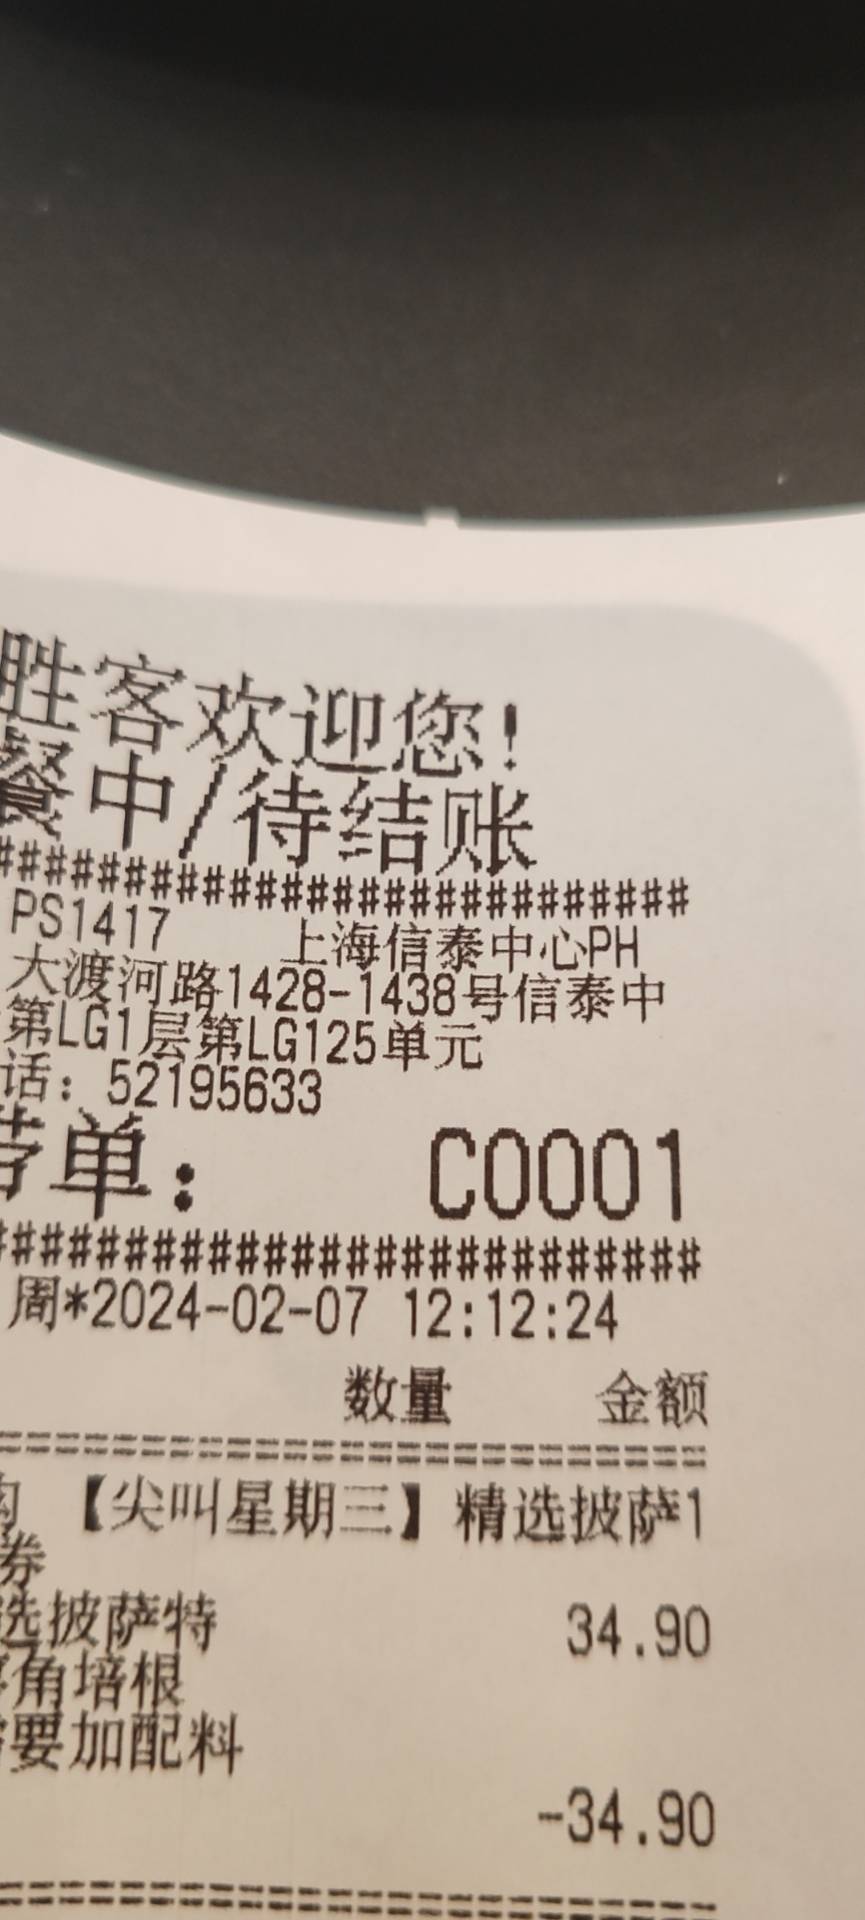 胜客欢迎您!
餐中/待结账
###########################
PS1417 上海信泰中心PH
大渡河路1428-1438号信泰中
第LG1层第LG125单元
话: 52195633
单: C0001
##########################
周*2024-02-07 12:12:24
数量 金额
【尖叫星期三】精选披萨1
券
选披萨特 34.90
角培根
要加配料
-34.90